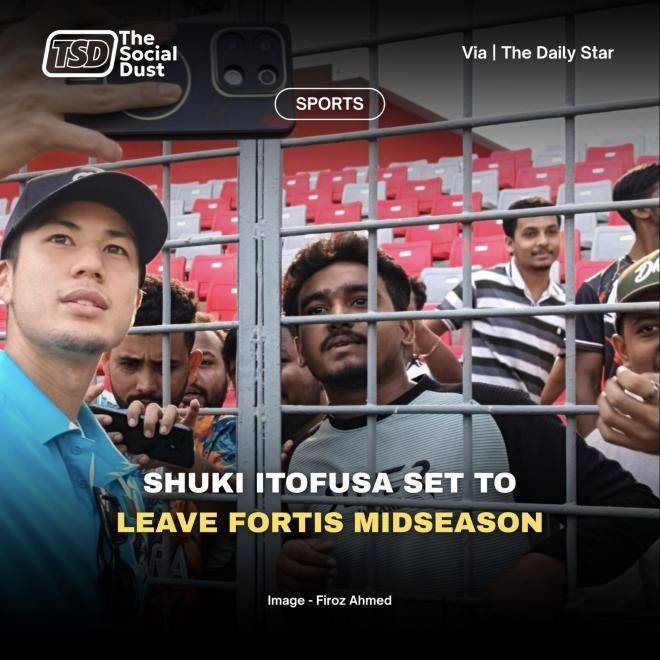 TSD The
Social
Dust
Via | The Daily Star
SPORTS
SHUKI ITOFUSA SET TO
LEAVE FORTIS MIDSEASON
Image - Firoz Ahmed